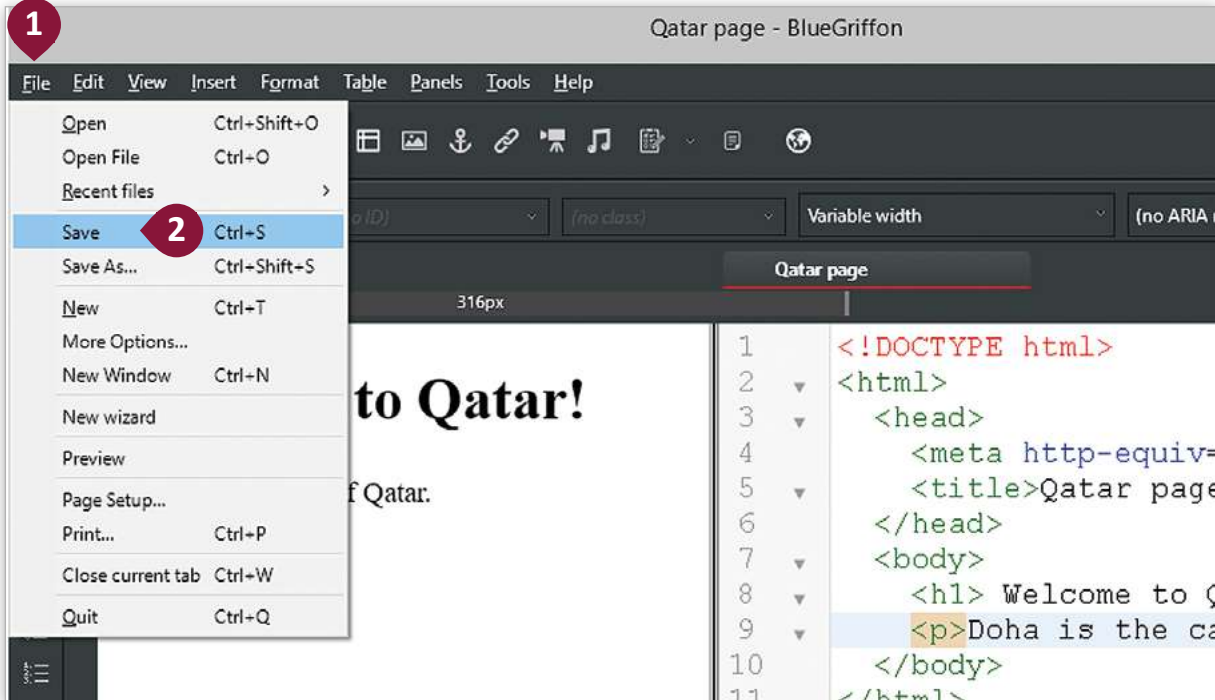 1
Qatar page - BlueGriffon
File Edit View Insert Format Table Panels Tools Help
Open Ctrl+Shift+O
Open File Ctrl+O
Recent files >
Save 2 Ctrl+S
Save As... Ctrl+Shift+S
New Ctrl+T
More Options...
New Window Ctrl+N
New wizard
Preview
Page Setup...
Print... Ctrl+P
Close current tab Ctrl+W
Quit Ctrl+Q
ID) (no class) Variable width (no ARIA
Qatar page
316px
to Qatar!
f Qatar.
1 <!DOCTYPE html>
2 <html>
3 <head>
4 <meta http-equiv=
5 <title>Qatar page
6 </head>
7 <body>
8 <h1> Welcome to
9 <p>Doha is the ca
10 </body>
11 </html>